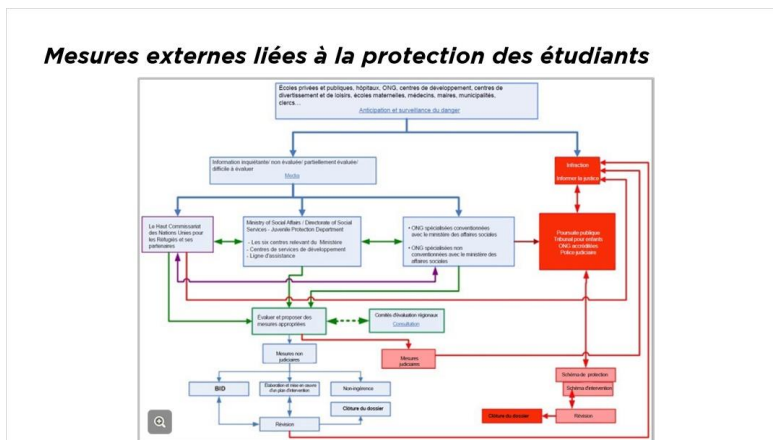 Mesures externes liées à la protection des étudiants
Ecoles privées et publiques, hôpitaux, ONG, centres de développement, centres de
divertissement et de loisirs, écoles maternelles, médecins, maires, municipalités,
clercs…
Anticipation et surveillance du danger
Information inquiétante/ non évaluée/ partiellement évaluée/
difficile à évaluer
Media
Infraction
Informer la justice
Le Haut Commissariat
des Nations Unies pour
les Réfugiés et ses
partenaires
Ministry of Social Affairs / Directorate of Social
Services - Juvenile Protection Department
- Les six centres relevant du Ministère
- Centres de services de développement
- Ligne d'assistance
• ONG spécialisées conventionnées
avec le ministère des affaires sociales
• ONG spécialisées non
conventionnées avec le ministère des
affaires sociales
Poursuite publique
Tribunal pour enfants
ONG accréditées
Police judiciaire
Évaluer et proposer des
mesures appropriées
Comités d'évaluation régionaux
Consultation
Mesures non
judiciaires
Mesures
judiciaires
Schéma de protection
Schéma d'intervention
BID
Élaboration et mise en œuvre
d'un plan d'intervention
Non-ingérence
Clôture du dossier
Révision
Clôture du dossier
Révision